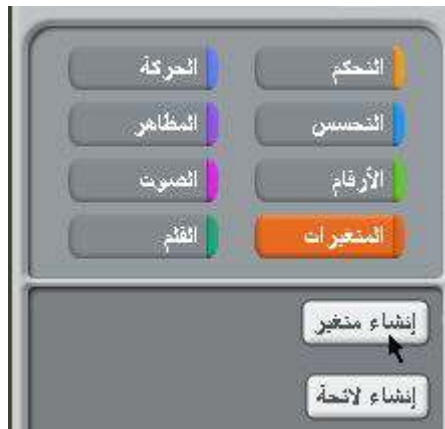 التحكم الحركة
التحسس المظاهر
الأرقام الصوت
المتغيرات القلم
إنشاء متغير
إنشاء لائحة